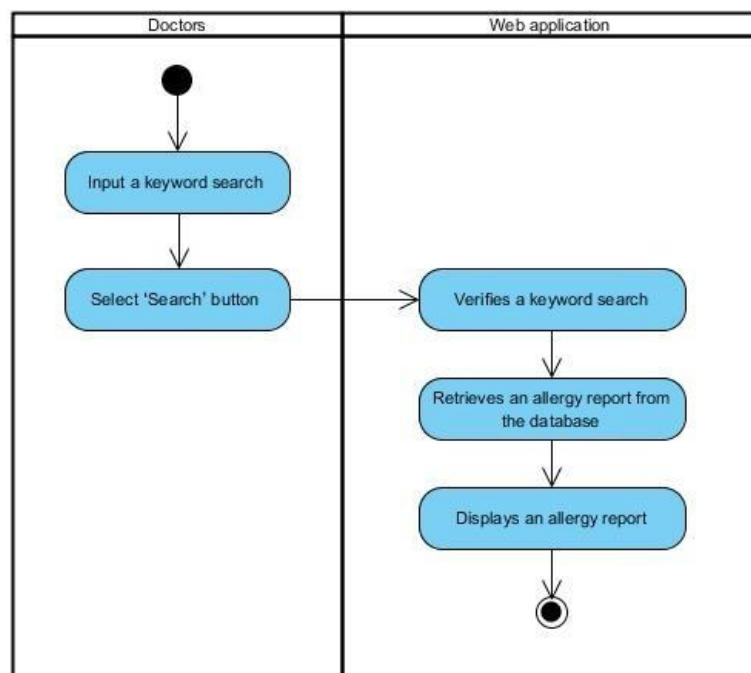 Doctors
Web application
Input a keyword search
Select ‘Search’ button
Verifies a keyword search
Retrieves an allergy report from
the database
Displays an allergy report